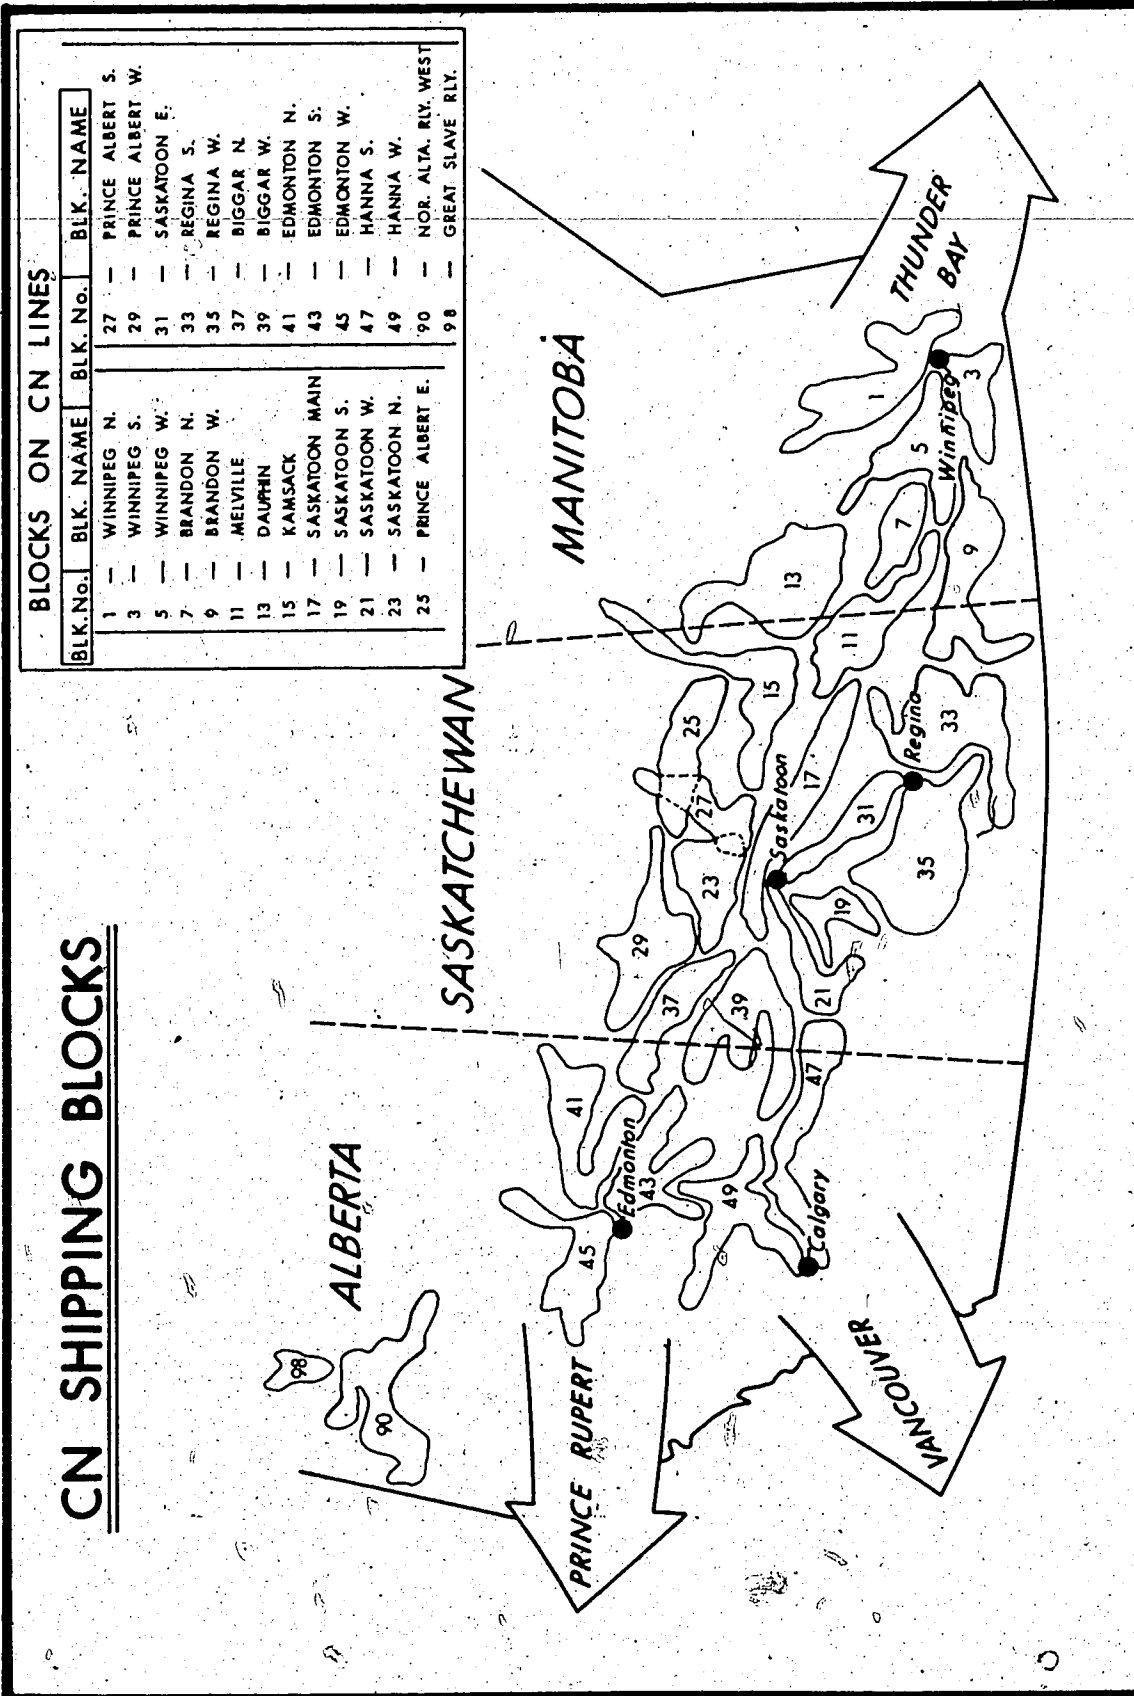 CN SHIPPING BLOCKS
BLOCKS ON CN LINES
BLK. No. BLK. NAME BLK. No. BLK. NAME
1 — WINNIPEG N. 27 — PRINCE ALBERT S.
3 — WINNIPEG S. 29 — PRINCE ALBERT W.
5 — WINNIPEG W. 31 — SASKATOON E.
7 — BRANDON N. 33 — REGINA S.
9 — BRANDON W. 35 — REGINA W.
11 — MELVILLE 37 — BIGGAR N.
13 — DAUPHIN 39 — BIGGAR W.
15 — KAMSACK 41 — EDMONTON N.
17 — SASKATOON MAIN 43 — EDMONTON S.
19 — SASKATOON S. 45 — EDMONTON W.
21 — SASKATOON W. 47 — HANNA S.
23 — SASKATOON N. 49 — HANNA W.
25 — PRINCE ALBERT E. 90 — NOR. ALTA. RLY. WEST
98 — GREAT SLAVE RLY.
ALBERTA
SASKATCHEWAN
MANITOBA
98
90
45
41
Edmonton
43
49
Calgary
47
37
29
39
21
23
27
25
Saskatoon
19
17
15
31
35
Regina
33
13
11
7
9
5
1
Winnipeg
3
PRINCE RUPERT
VANCOUVER
THUNDER
BAY